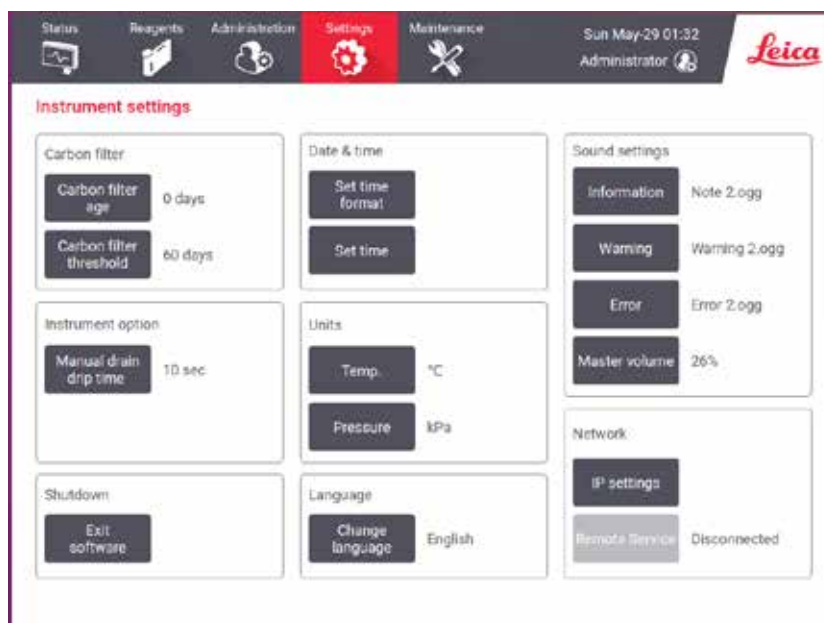 Status Reagents Administration Settings Maintenance
Sun May-29 01:32
Administrator
Leica
Instrument settings
Carbon filter
Carbon filter
age
0 days
Carbon filter
threshold
60 days
Date & time
Set time
format
Set time
Sound settings
Information
Note 2.ogg
Warning
Warning 2.ogg
Error
Error 2.ogg
Master volume
26%
Instrument option
Manual drain
drip time
10 sec
Units
Temp.
°C
Pressure
kPa
Network
IP settings
Remote Service
Disconnected
Shutdown
Exit
software
Language
Change
language
English